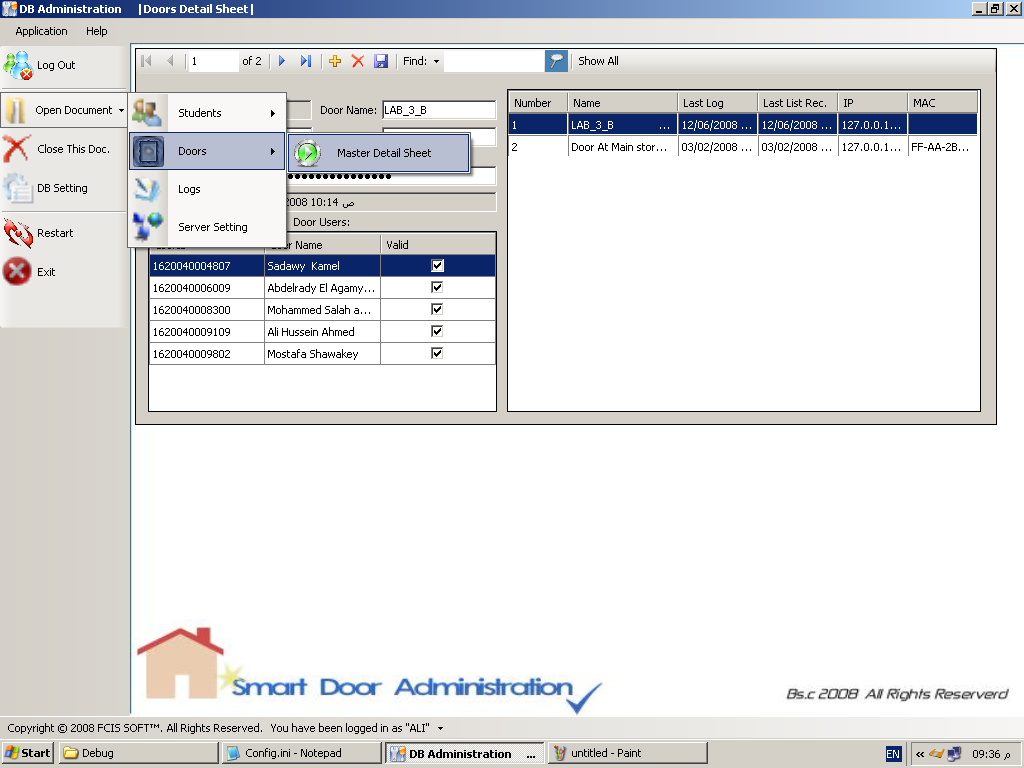 DB Administration |Doors Detail Sheet|
Application Help
Log Out
Open Document
Close This Doc.
DB Setting
Restart
Exit
1 of 2 Find: Show All
Students
Doors
Logs
Server Setting
Master Detail Sheet
Door Name: LAB_3_B
2008 10:14 ص
Door Users:
Name Valid
1620040004807 Sadawy Kamel
1620040006009 Abdelrady El Agamy...
1620040008300 Mohammed Salah a...
1620040009109 Ali Hussein Ahmed
1620040009802 Mostafa Shawakey
Number Name Last Log Last List Rec. IP MAC
1 LAB_3_B ... 12/06/2008 ... 12/06/2008 ... 127.0.0.1...
2 Door At Main stor... 03/02/2008 ... 03/02/2008 ... 127.0.0.1... FF-AA-2B...
Smart Door Administration
Bs.c 2008 All Rights Reserverd
Copyright © 2008 FCIS SOFT™. All Rights Reserved. You have been logged in as "ALI"
Start Debug Config.ini - Notepad DB Administration ... untitled - Paint EN « 09:36 م